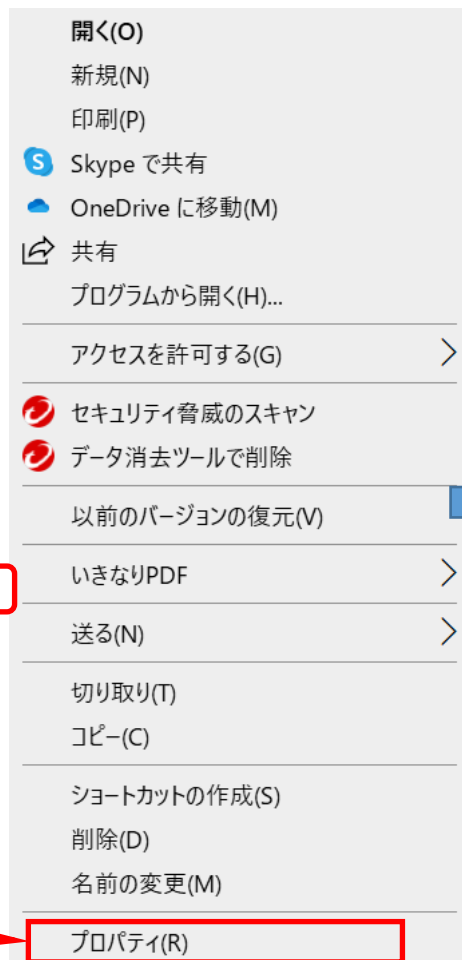 開く(O)
新規(N)
印刷(P)
Skype で共有
OneDrive に移動(M)
共有
プログラムから開く(H)...
アクセスを許可する(G)
セキュリティ脅威のスキャン
データ消去ツールで削除
以前のバージョンの復元(V)
いきなりPDF
送る(N)
切り取り(T)
コピー(C)
ショートカットの作成(S)
削除(D)
名前の変更(M)
プロパティ(R)